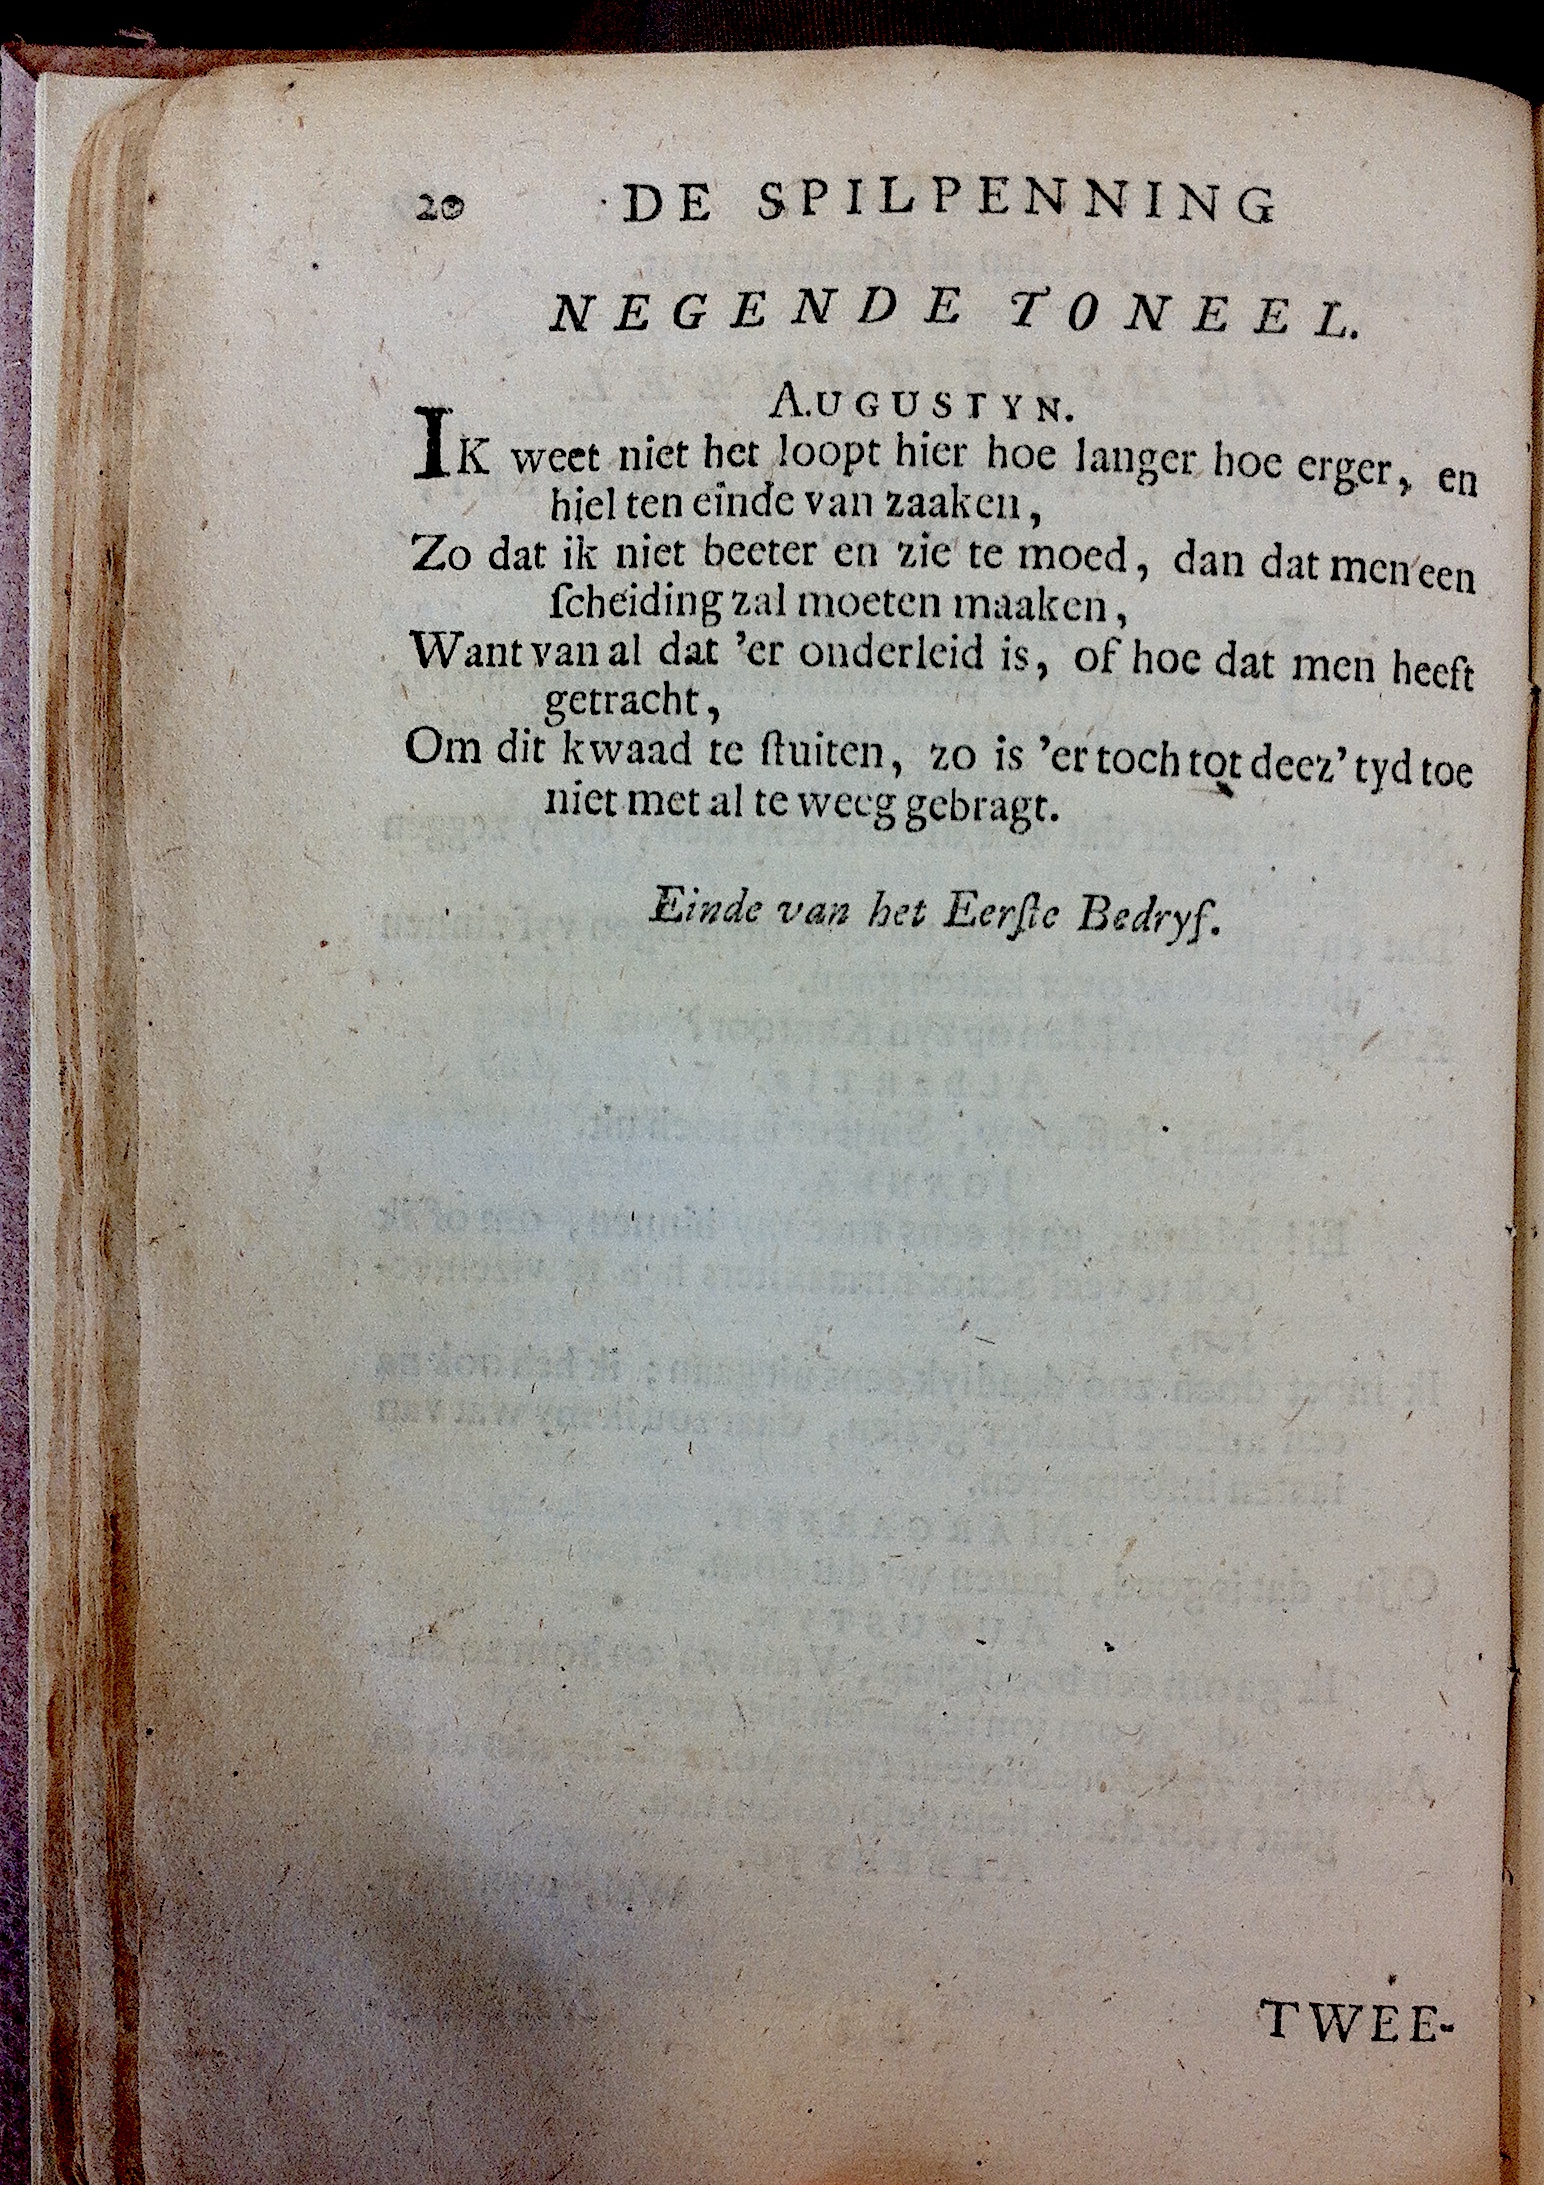 20 DE SPILPENNING
NEGENDE TONEEL.
AUGUSTYN.
IK weet niet het loopt hier hoe langer hoe erger, en
hiel ten einde van zaaken,
Zo dat ik niet beeter en zie te moed, dan dat men een
ſcheiding zal moeten maaken,
Want van al dat 'er onderleid is, of hoe dat men heeft
getracht,
Om dit kwaad te ſtuiten, zo is 'er toch tot deez' tyd toe
niet met al te weeg gebragt.
Einde van het Eerſte Bedryf.
TWEE-